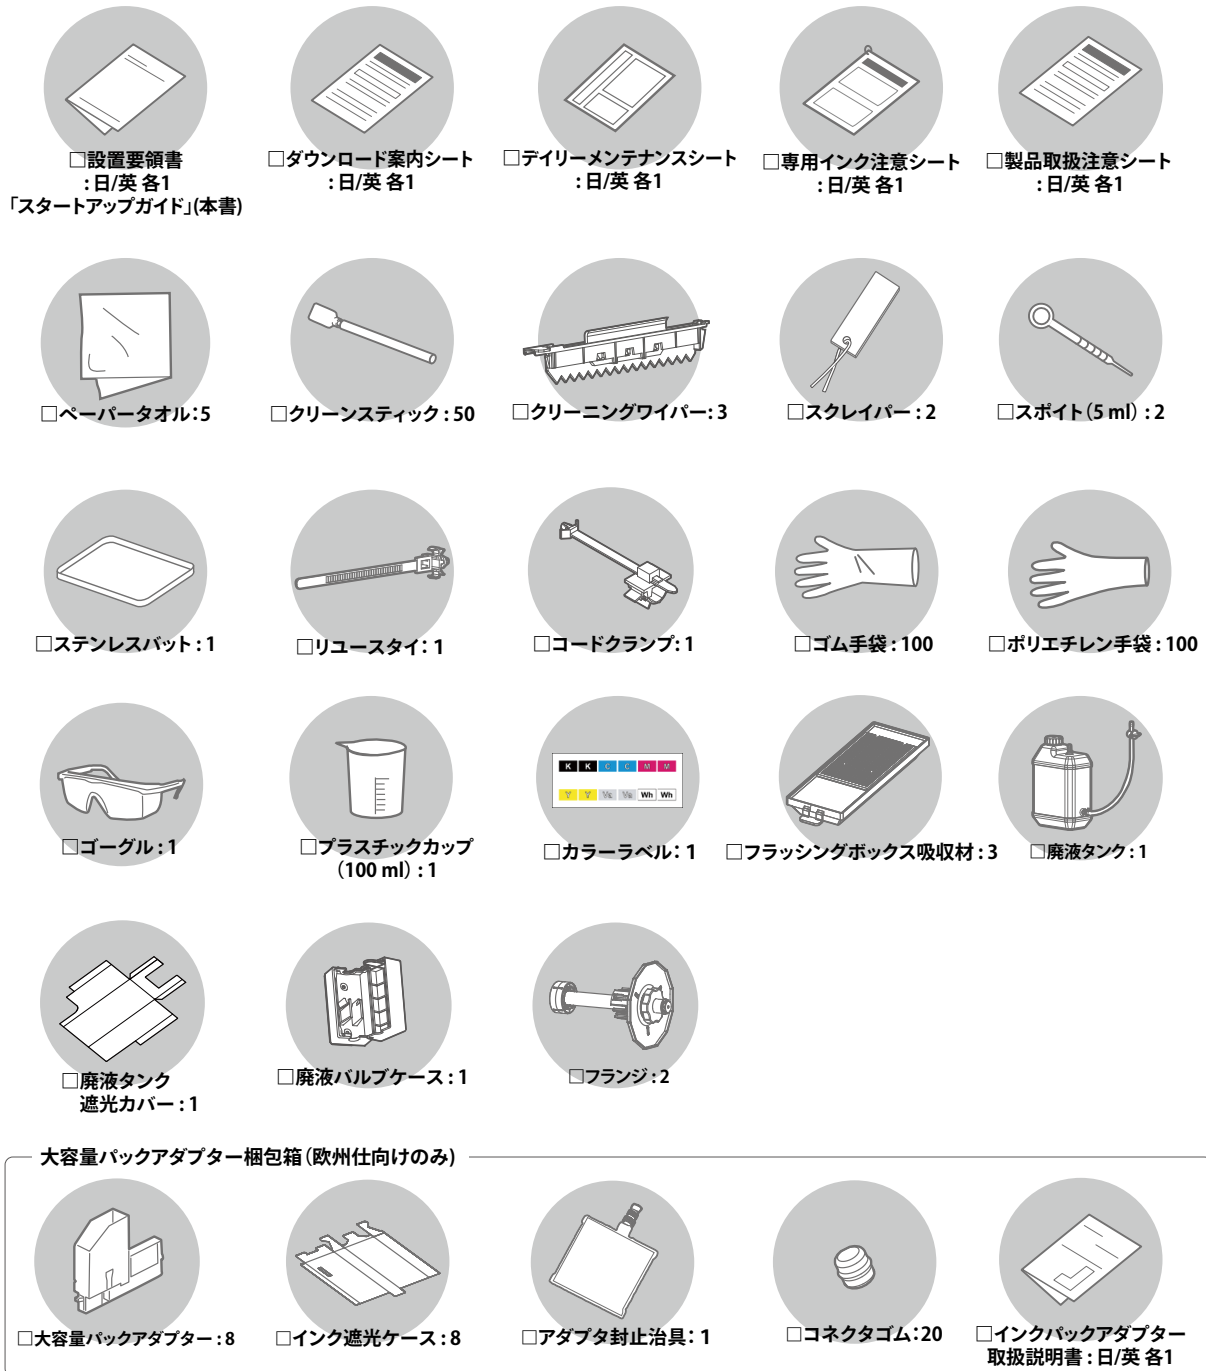 □設置要領書
: 日/英 各1
「スタートアップガイド」(本書)
□ダウンロード案内シート
: 日/英 各1
□デイリーメンテナンスシート
: 日/英 各1
□専用インク注意シート
: 日/英 各1
□製品取扱注意シート
: 日/英 各1
□ペーパータオル：5
□クリーンスティック : 50
□クリーニングワイパー: 3
□スクレイパー : 2
□スポイト（5 ml）: 2
□ステンレスバット : 1
□リユースタイ: 1
□コードクランプ: 1
□ゴム手袋 : 100
□ポリエチレン手袋 : 100
□ゴーグル : 1
□プラスチックカップ
（100 ml）: 1
K K C C M M
Y Y Va Va Wh Wh
□カラーラベル: 1
□フラッシングボックス吸収材 : 3
□廃液タンク : 1
□廃液タンク
遮光カバー : 1
□廃液バルブケース : 1
□フランジ : 2
大容量パックアダプター梱包箱（欧州仕向けのみ)
□大容量パックアダプター : 8
□インク遮光ケース : 8
□アダプタ封止治具: 1
□コネクタゴム:20
□インクパックアダプター
取扱説明書 : 日/英 各1